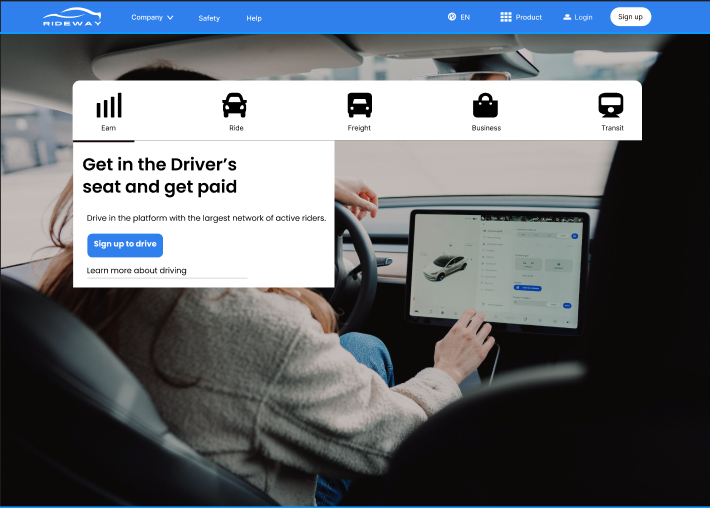 RIDEWAY
Company
Safety
Help
EN
Product
Login
Sign up
Earn
Ride
Freight
Business
Transit
Get in the Driver's
seat and get paid
Drive in the platform with the largest network of active riders.
Sign up to drive
Learn more about driving